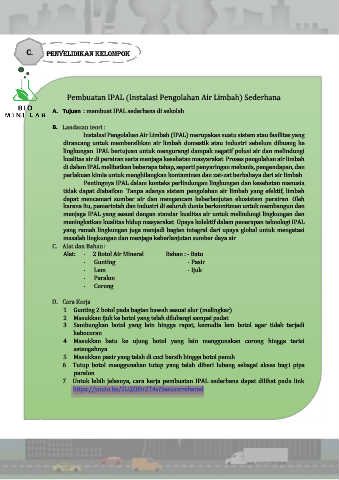 C. PENYELIDIKAN KELOMPOK
BIO
MINI LAB
Pembuatan IPAL (Instalasi Pengolahan Air Limbah) Sederhana
A. Tujuan : membuat IPAL sederhana di sekolah
B. Landasan teori :
Instalasi Pengolahan Air Limbah (IPAL) merupakan suatu sistem atau fasilitas yang
dirancang untuk membersihkan air limbah domestik atau industri sebelum dibuang ke
lingkungan. IPAL bertujuan untuk mengurangi dampak negatif polusi air dan melindungi
kualitas air di perairan serta menjaga kesehatan masyarakat. Proses pengolahan air limbah
di dalam IPAL melibatkan beberapa tahap, seperti penyaringan mekanis, pengendapan, dan
perlakuan kimia untuk menghilangkan kontaminan dan zat-zat berbahaya dari air limbah
Pentingnya IPAL dalam konteks perlindungan lingkungan dan kesehatan manusia
tidak dapat diabaikan. Tanpa adanya sistem pengolahan air limbah yang efektif, limbah
dapat mencemari sumber air dan mengancam keberlanjutan ekosistem perairan. Oleh
karena itu, pemerintah dan industri di seluruh dunia berkomitmen untuk membangun dan
menjaga IPAL yang sesuai dengan standar kualitas air untuk melindungi lingkungan dan
meningkatkan kualitas hidup masyarakat. Upaya kolektif dalam penerapan teknologi IPAL
yang ramah lingkungan juga menjadi bagian integral dari upaya global untuk mengatasi
masalah lingkungan dan menjaga keberlanjutan sumber daya air
C. Alat dan Bahan :
Alat: - 2 Botol Air Mineral Bahan : - Batu
- Gunting - Pasir
- Lem - Ijuk
- Paralon
- Corong
D. Cara Kerja
1 Gunting 2 botol pada bagian bawah sesuai alur (melingkar)
2 Masukkan ijuk ke botol yang telah dilubangi sampai padat
3 Sambungkan botol yang lain hingga rapat, kemudia lem botol agar tidak terjadi
kebocoran
4 Masukkan batu ke ujung botol yang lain menggunakan corong hingga terisi
setengahnya
5 Masukkan pasir yang telah di cuci bersih hingga botol penuh
6 Tutup botol menggunakan tutup yang telah diberi lubang sebagai akses bagi pipa
paralon
7 Untuk lebih jelasnya, cara kerja pembuatan IPAL sederhana dapat dilihat pada link